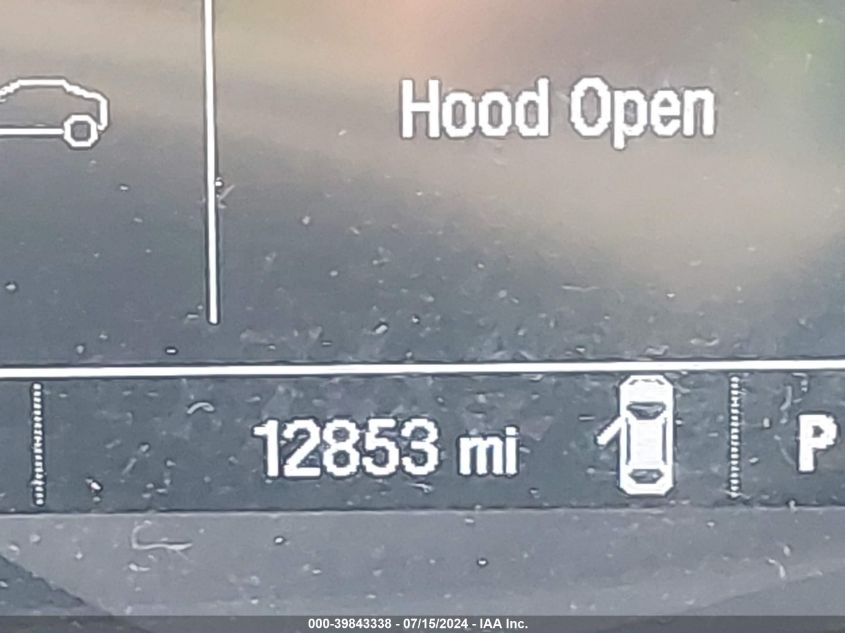 Hood Open
12853 mi
P
000-39843338 - 07/15/2024 - IAA Inc.